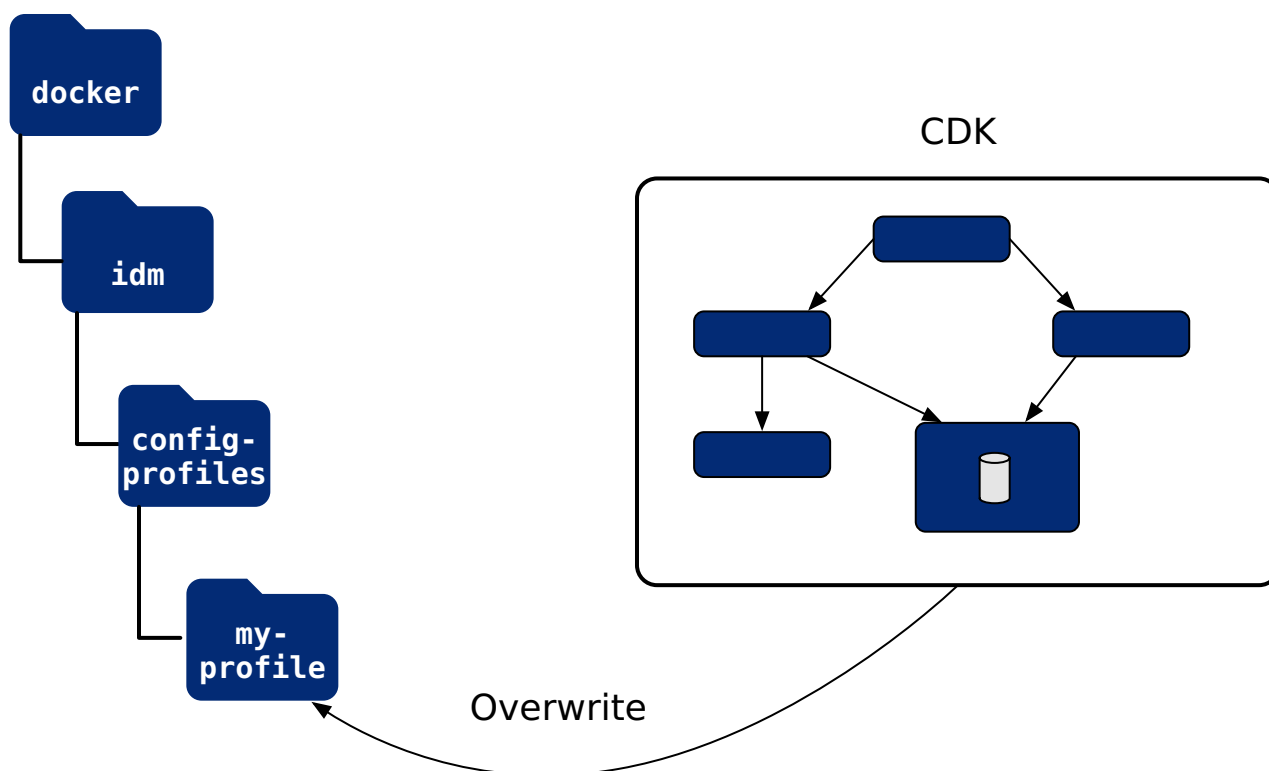 docker
CDK
idm
config-
profiles
my-
profile
Overwrite